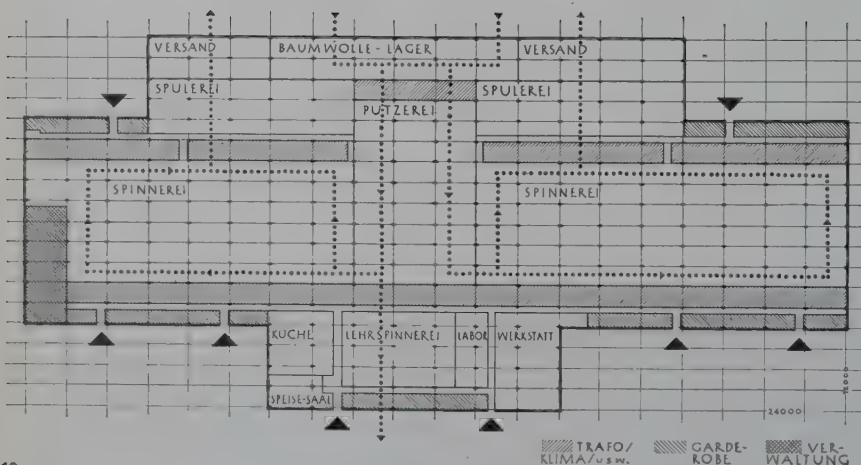 VERSAND BAUMWOLLE-LAGER VERSAND
SPULEREI SPULEREI
PUTZEREI
SPINNEREI SPINNEREI
KÜCHE LEHRSPINNEREI LABOR WERKSTATT
SPEISE-SAAL
24000
12000
TRAFO/ GARDE- VER-
KLIMA/usw. ROBE WALTUNG